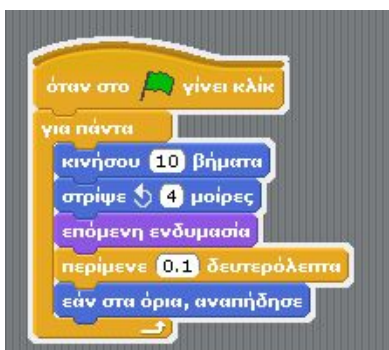 όταν στο γίνει κλίκ
για πάντα
κινήσου 10 βήματα
στρίψε 4 μοίρες
επόμενη ενδυμασία
περίμενε 0.1 δευτερόλεπτα
εάν στα όρια, αναπήδησε